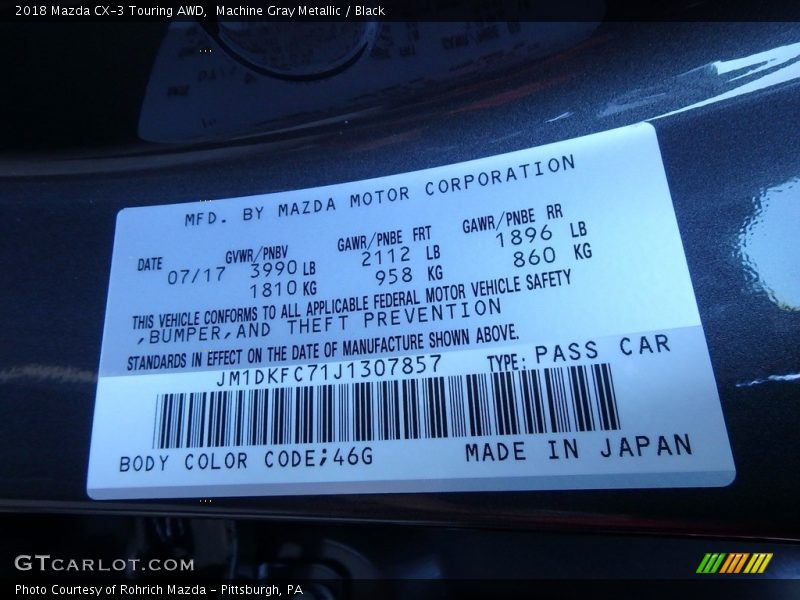 2018 Mazda CX-3 Touring AWD,  Machine Gray Metallic / Black
MFD. BY MAZDA MOTOR CORPORATION
DATE GVWR/PNBV GAWR/PNBE FRT GAWR/PNBE RR
07/17 3990 LB 2112 LB 1896 LB
1810 KG 958 KG 860 KG
THIS VEHICLE CONFORMS TO ALL APPLICABLE FEDERAL MOTOR VEHICLE SAFETY
,BUMPER,AND THEFT PREVENTION
STANDARDS IN EFFECT ON THE DATE OF MANUFACTURE SHOWN ABOVE.
JM1DKFC71J1307857 TYPE: PASS CAR
BODY COLOR CODE;46G MADE IN JAPAN
GTCARLOT.COM
Photo Courtesy of Rohrich Mazda - Pittsburgh, PA